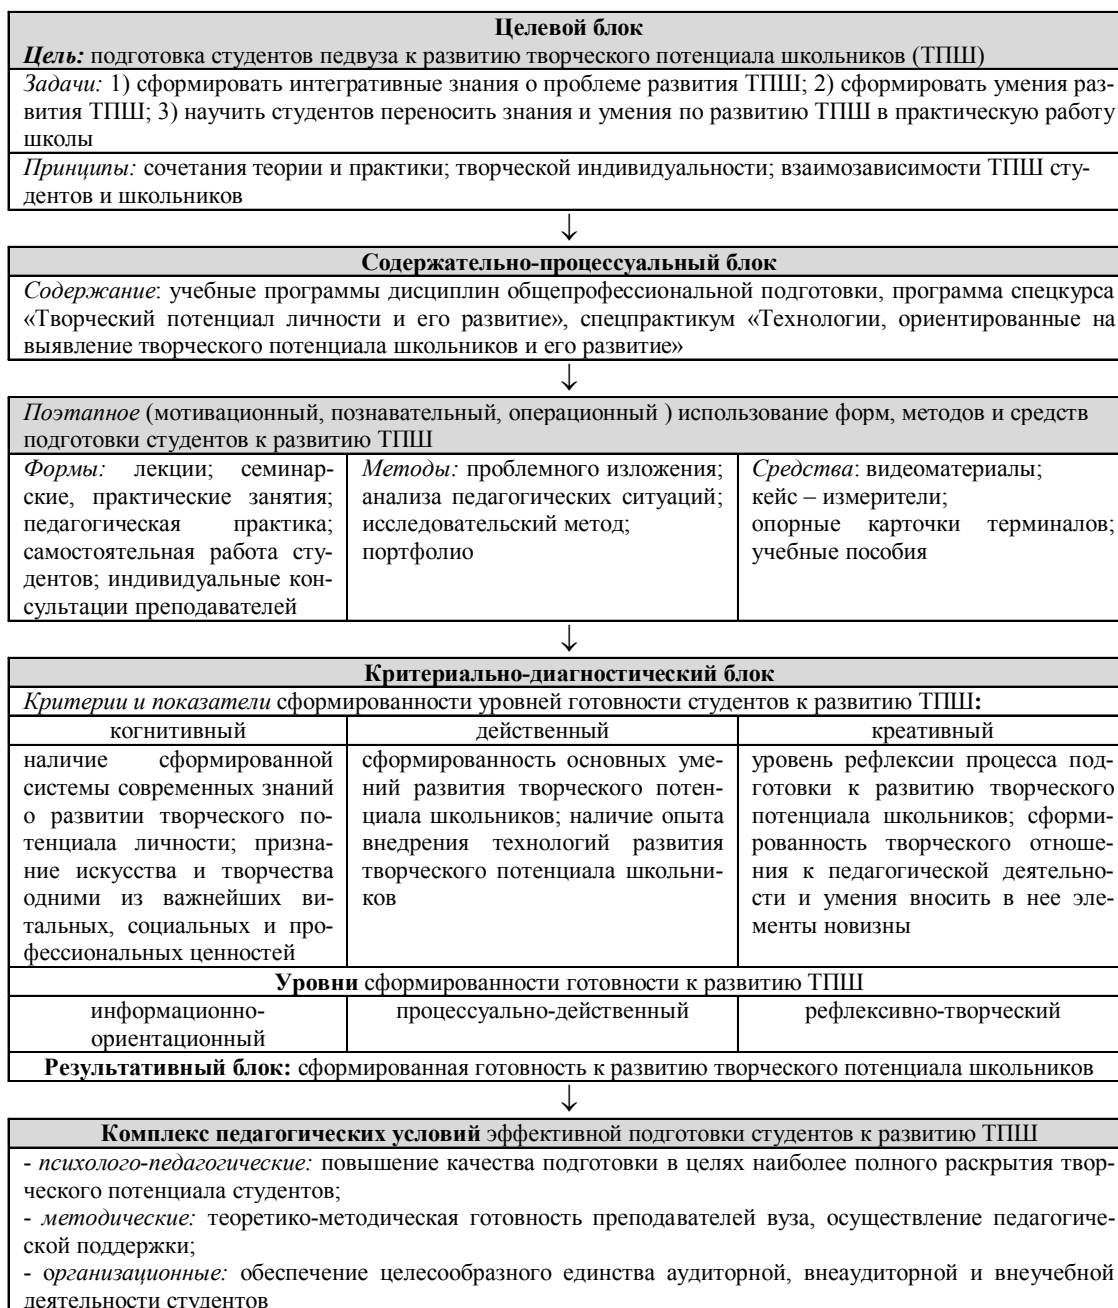 Целевой блок
Цель: подготовка студентов педвуза к развитию творческого потенциала школьников (ТПШ)
Задачи: 1) сформировать интегративные знания о проблеме развития ТПШ; 2) сформировать умения раз-
вития ТПШ; 3) научить студентов переносить знания и умения по развитию ТПШ в практическую работу
школы
Принципы: сочетания теории и практики; творческой индивидуальности; взаимозависимости ТПШ сту-
дентов и школьников
↓
Содержательно-процессуальный блок
Содержание: учебные программы дисциплин общепрофессиональной подготовки, программа спецкурса
«Творческий потенциал личности и его развитие», спецпрактикум «Технологии, ориентированные на
выявление творческого потенциала школьников и его развитие»
↓
Поэтапное (мотивационный, познавательный, операционный ) использование форм, методов и средств
подготовки студентов к развитию ТПШ
Формы: лекции; семинар-
ские, практические занятия;
педагогическая практика;
самостоятельная работа сту-
дентов; индивидуальные кон-
сультации преподавателей
Методы: проблемного изложения;
анализа педагогических ситуаций;
исследовательский метод;
портфолио
Средства: видеоматериалы;
кейс – измерители;
опорные карточки терминалов;
учебные пособия
↓
Критериально-диагностический блок
Критерии и показатели сформированности уровней готовности студентов к развитию ТПШ:
когнитивный
действенный
креативный
наличие сформированной
системы современных знаний
о развитии творческого по-
тенциала личности; призна-
ние искусства и творчества
одними из важнейших ви-
тальных, социальных и про-
фессиональных ценностей
сформированность основных уме-
ний развития творческого потен-
циала школьников; наличие опыта
внедрения технологий развития
творческого потенциала школьни-
ков
уровень рефлексии процесса под-
готовки к развитию творческого
потенциала школьников; сформи-
рованность творческого отноше-
ния к педагогической деятельно-
сти и умения вносить в нее эле-
менты новизны
Уровни сформированности готовности к развитию ТПШ
информационно-
ориентационный
процессуально-действенный
рефлексивно-творческий
Результативный блок: сформированная готовность к развитию творческого потенциала школьников
↓
Комплекс педагогических условий эффективной подготовки студентов к развитию ТПШ
- психолого-педагогические: повышение качества подготовки в целях наиболее полного раскрытия твор-
ческого потенциала студентов;
- методические: теоретико-методическая готовность преподавателей вуза, осуществление педагогиче-
ской поддержки;
- организационные: обеспечение целесообразного единства аудиторной, внеаудиторной и внеучебной
деятельности студентов